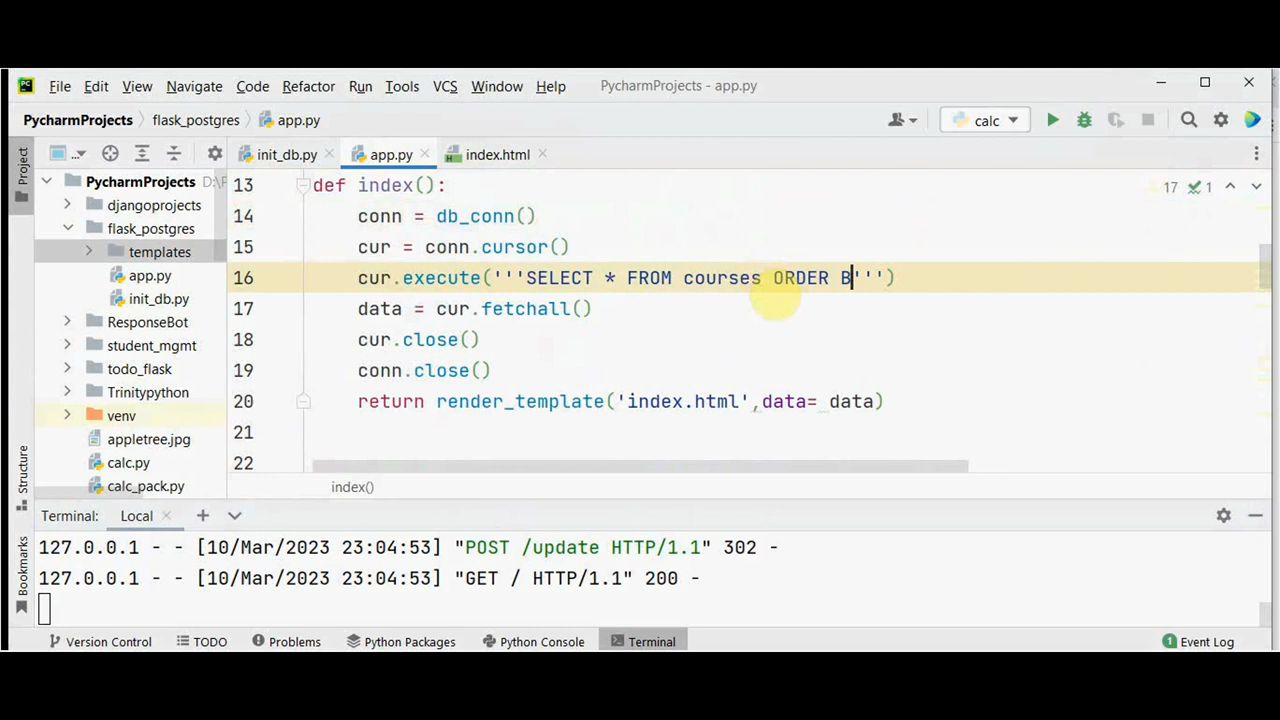 File Edit View Navigate Code Refactor Run Tools VCS Window Help PycharmProjects - app.py
PycharmProjects flask_postgres app.py calc
... init_db.py app.py index.html
Project
PycharmProjects
djangoprojects
flask_postgres
templates
app.py
init_db.py
ResponseBot
student_mgmt
todo_flask
Trinitypython
venv
appletree.jpg
calc.py
calc_pack.py
17 1
13 def index():
14 conn = db_conn()
15 cur = conn.cursor()
16 cur.execute('''SELECT * FROM courses ORDER B''')
17 data = cur.fetchall()
18 cur.close()
19 conn.close()
20 return render_template('index.html',data= data)
21
22
index()
Structure
Bookmarks
Terminal: Local
127.0.0.1 - - [10/Mar/2023 23:04:53] "POST /update HTTP/1.1" 302 -
127.0.0.1 - - [10/Mar/2023 23:04:53] "GET / HTTP/1.1" 200 -
Version Control TODO Problems Python Packages Python Console Terminal 1 Event Log